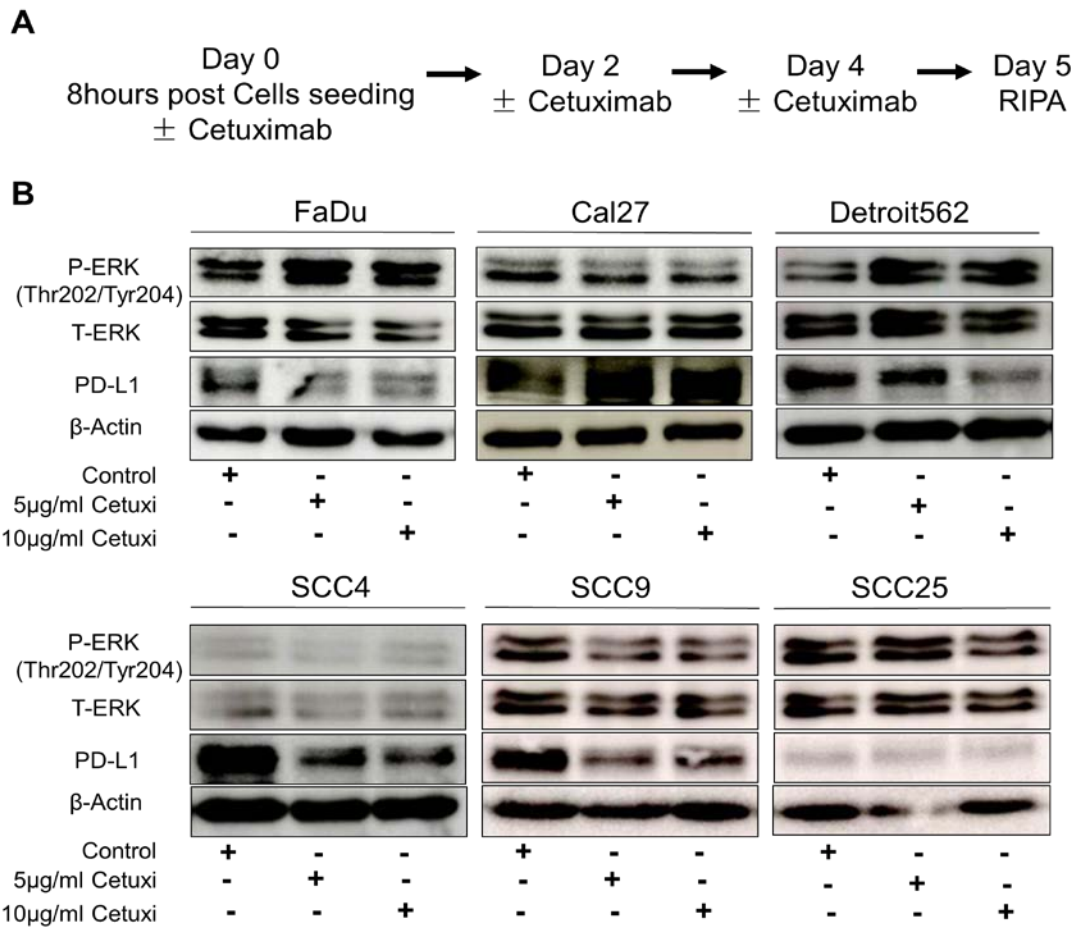 A
Day 0
8hours post Cells seeding
± Cetuximab
Day 2
± Cetuximab
Day 4
± Cetuximab
Day 5
RIPA
B
FaDu
Cal27
Detroit562
P-ERK
(Thr202/Tyr204)
T-ERK
PD-L1
β-Actin
Control + - - + - - + - -
5µg/ml Cetuxi - + - - + - - + -
10µg/ml Cetuxi - - + - - + - - +
SCC4
SCC9
SCC25
P-ERK
(Thr202/Tyr204)
T-ERK
PD-L1
β-Actin
Control + - - + - - + - -
5µg/ml Cetuxi - + - - + - - + -
10µg/ml Cetuxi - - + - - + - - +